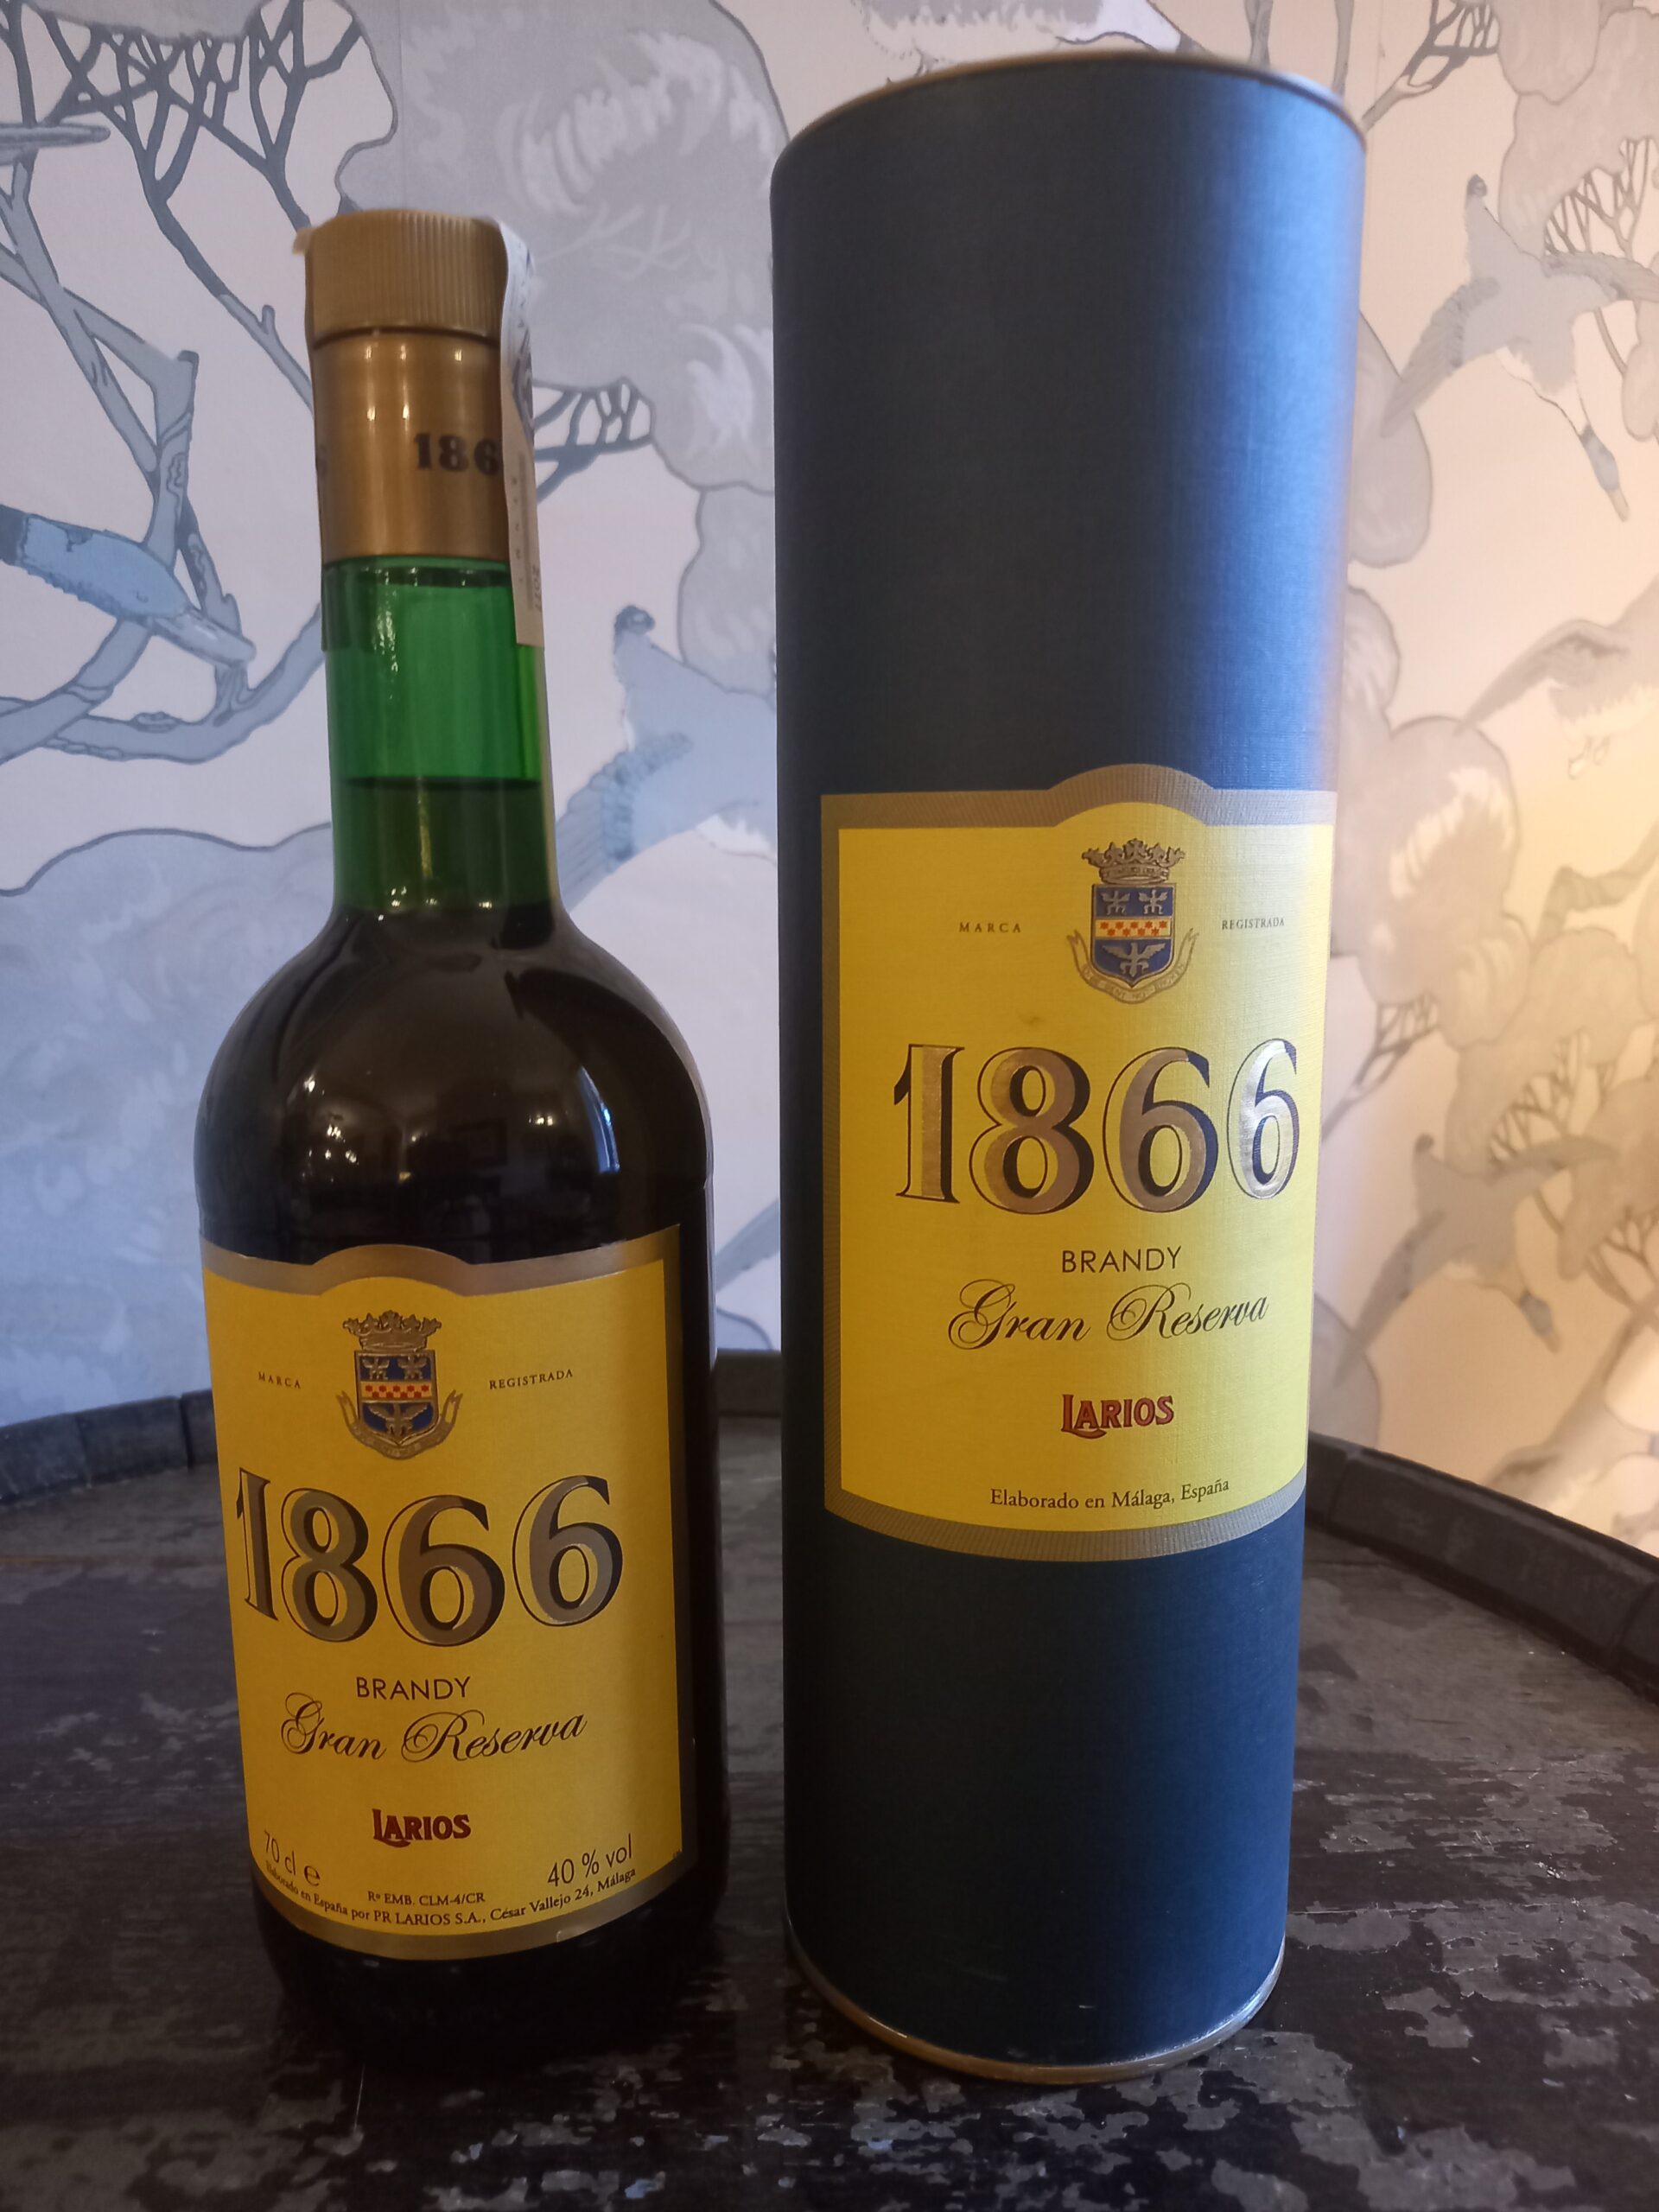 186
MARCA REGISTRADA
1866
BRANDY
Gran Reserva
LARIOS
70 cl e 40 % vol
Rº EMB. CLM-4/CR
Elaborado en España por PR LARIOS S.A., César Vallejo 24, Málaga
MARCA REGISTRADA
1866
BRANDY
Gran Reserva
LARIOS
Elaborado en Málaga, España